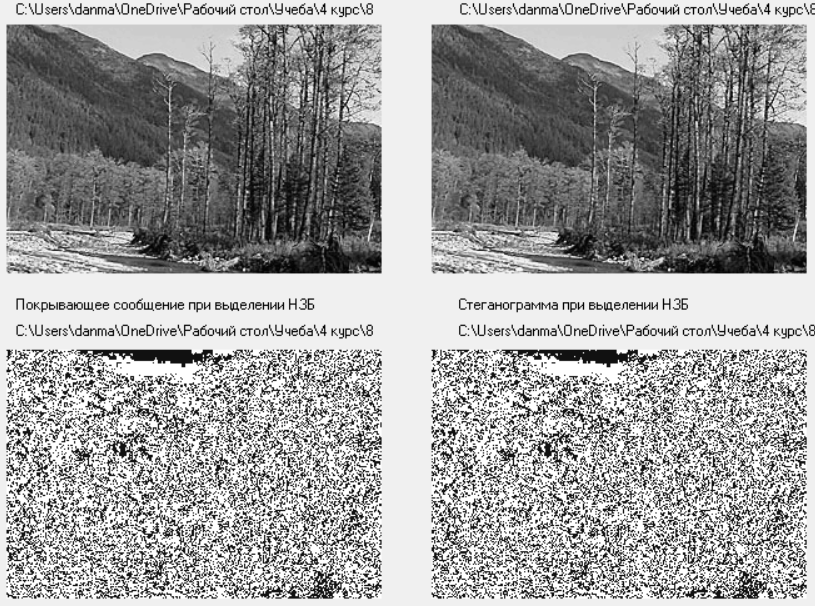 C:\Users\danma\OneDrive\Рабочий стол\Учеба\4 курс\8
C:\Users\danma\OneDrive\Рабочий стол\Учеба\4 курс\8
Покрывающее сообщение при выделении НЗБ
Стеганограмма при выделении НЗБ
C:\Users\danma\OneDrive\Рабочий стол\Учеба\4 курс\8
C:\Users\danma\OneDrive\Рабочий стол\Учеба\4 курс\8